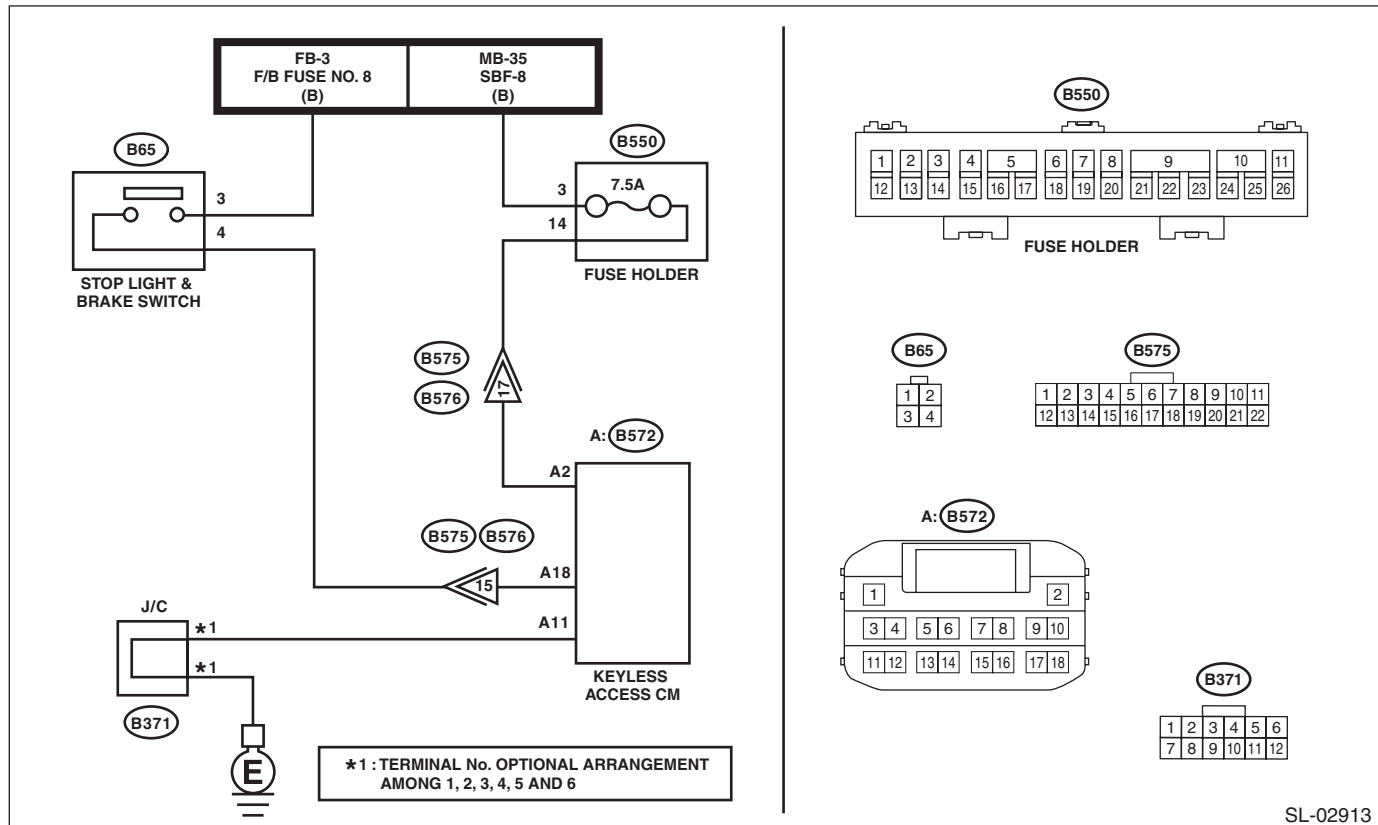 FB-3
F/B FUSE NO. 8
(B)
MB-35
SBF-8
(B)
B65
3
4
STOP LIGHT &
BRAKE SWITCH
B550
7.5A
3
14
FUSE HOLDER
B575
B576
17
A: B572
A2
B575 B576
15
A18
A11
KEYLESS
ACCESS CM
J/C
*1
*1
B371
E
*1 : TERMINAL No. OPTIONAL ARRANGEMENT
AMONG 1, 2, 3, 4, 5 AND 6
B550
1 2 3 4 5 6 7 8 9 10 11
12 13 14 15 16 17 18 19 20 21 22 23 24 25 26
FUSE HOLDER
B65
1 2
3 4
B575
1 2 3 4 5 6 7 8 9 10 11
12 13 14 15 16 17 18 19 20 21 22
A: B572
1 2
3 4 5 6 7 8 9 10
11 12 13 14 15 16 17 18
B371
1 2 3 4 5 6
7 8 9 10 11 12
SL-02913